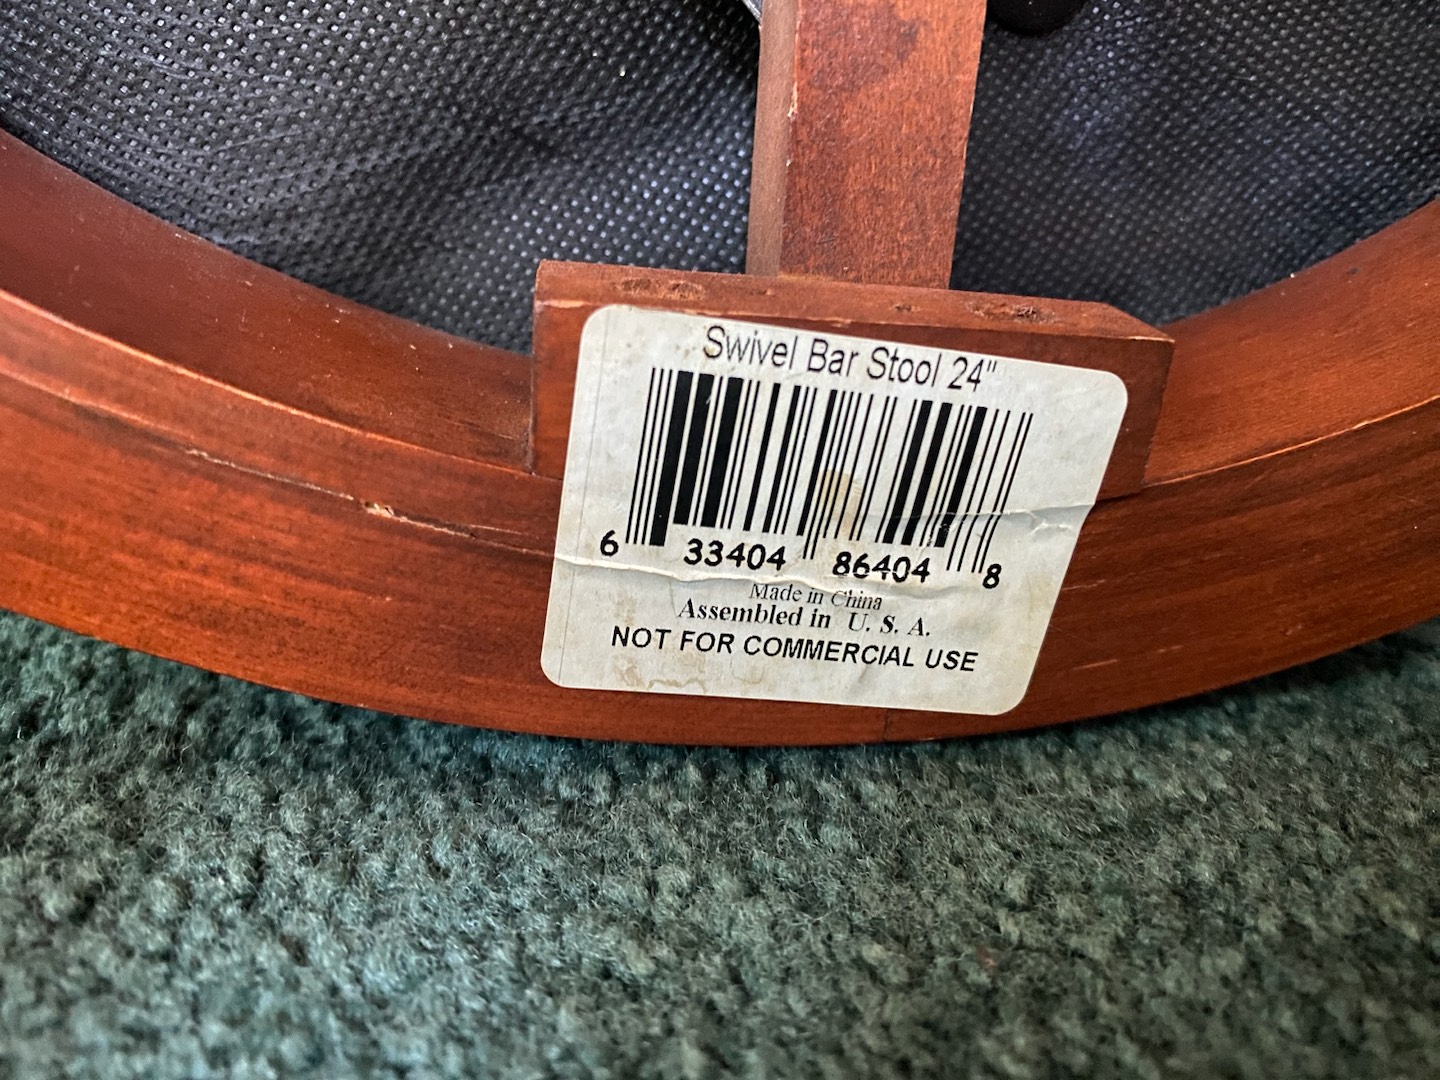 Swivel Bar Stool 24"
6 33404 86404 8
Made in China
Assembled in U. S. A.
NOT FOR COMMERCIAL USE